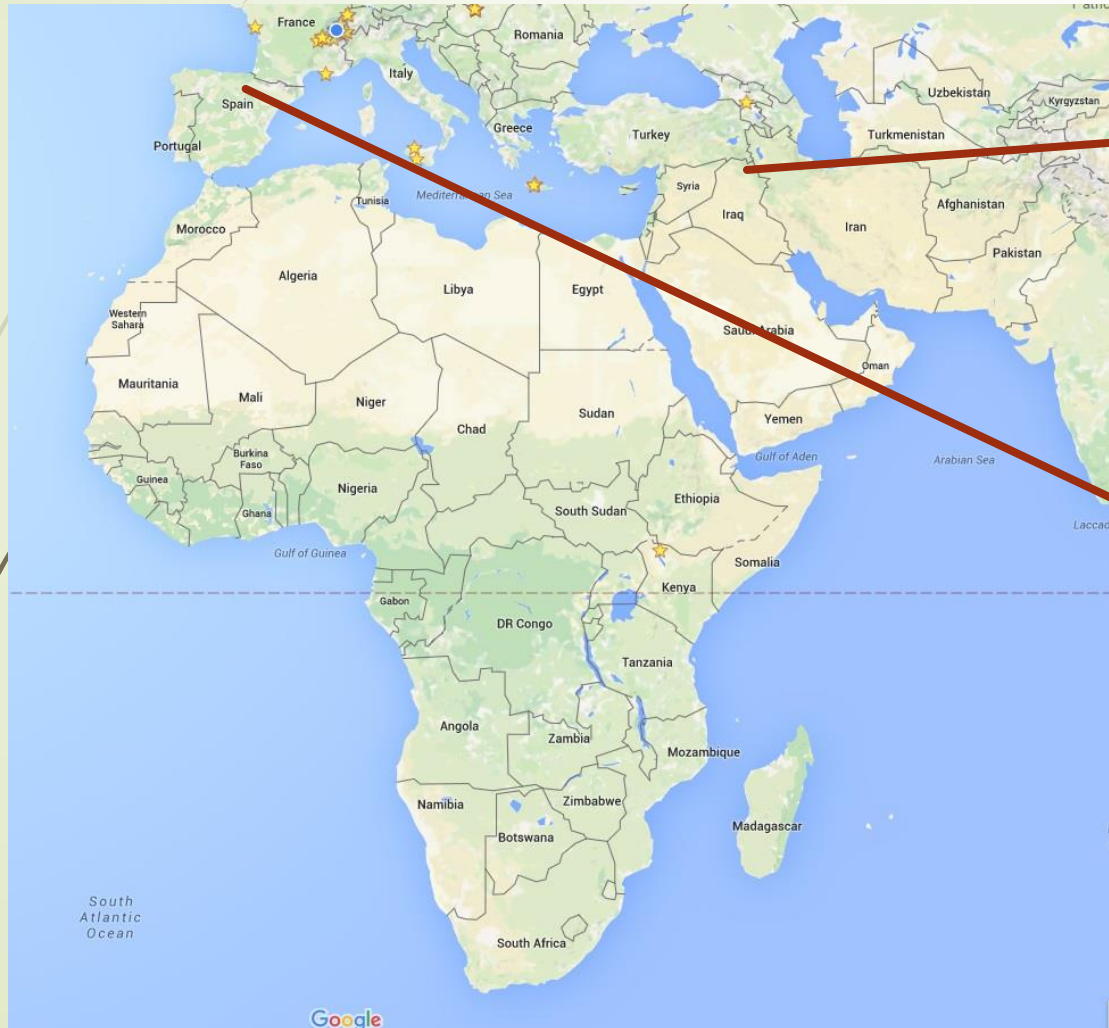 France
Romania
Italy
Uzbekistan
Kyrgyzstan
Spain
Greece
Turkey
Turkmenistan
Portugal
Mediterranean Sea
Syria
Tunisia
Iraq
Iran
Afghanistan
Pakistan
Morocco
Algeria
Libya
Egypt
Western
Sahara
Saudi Arabia
Oman
Mauritania
Mali
Niger
Chad
Sudan
Yemen
Gulf of Aden
Arabian Sea
Burkina
Faso
Guinea
Nigeria
Ethiopia
Ghana
South Sudan
Laccad
Gulf of Guinea
Somalia
Kenya
Gabon
DR Congo
Tanzania
Angola
Zambia
Mozambique
Namibia
Zimbabwe
Botswana
Madagascar
South
Atlantic
Ocean
South Africa
Google